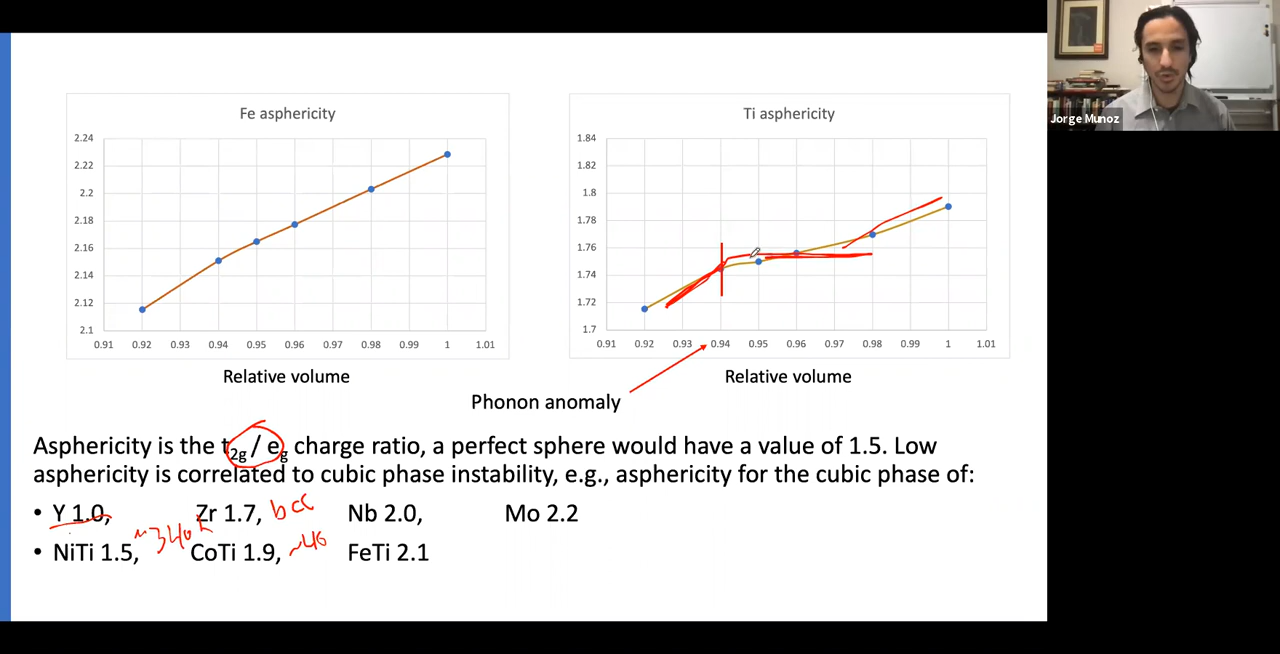 Jorge Munoz
Fe asphericity
2.24
2.22
2.2
2.18
2.16
2.14
2.12
2.1
0.91 0.92 0.93 0.94 0.95 0.96 0.97 0.98 0.99 1 1.01
Relative volume
Ti asphericity
1.84
1.82
1.8
1.78
1.76
1.74
1.72
1.7
0.91 0.92 0.93 0.94 0.95 0.96 0.97 0.98 0.99 1 1.01
Relative volume
Phonon anomaly
Asphericity is the t2g / eg charge ratio, a perfect sphere would have a value of 1.5. Low
asphericity is correlated to cubic phase instability, e.g., asphericity for the cubic phase of:
• Y 1.0, Zr 1.7, bcc Nb 2.0, Mo 2.2
• NiTi 1.5, ~340K CoTi 1.9, ~40 FeTi 2.1